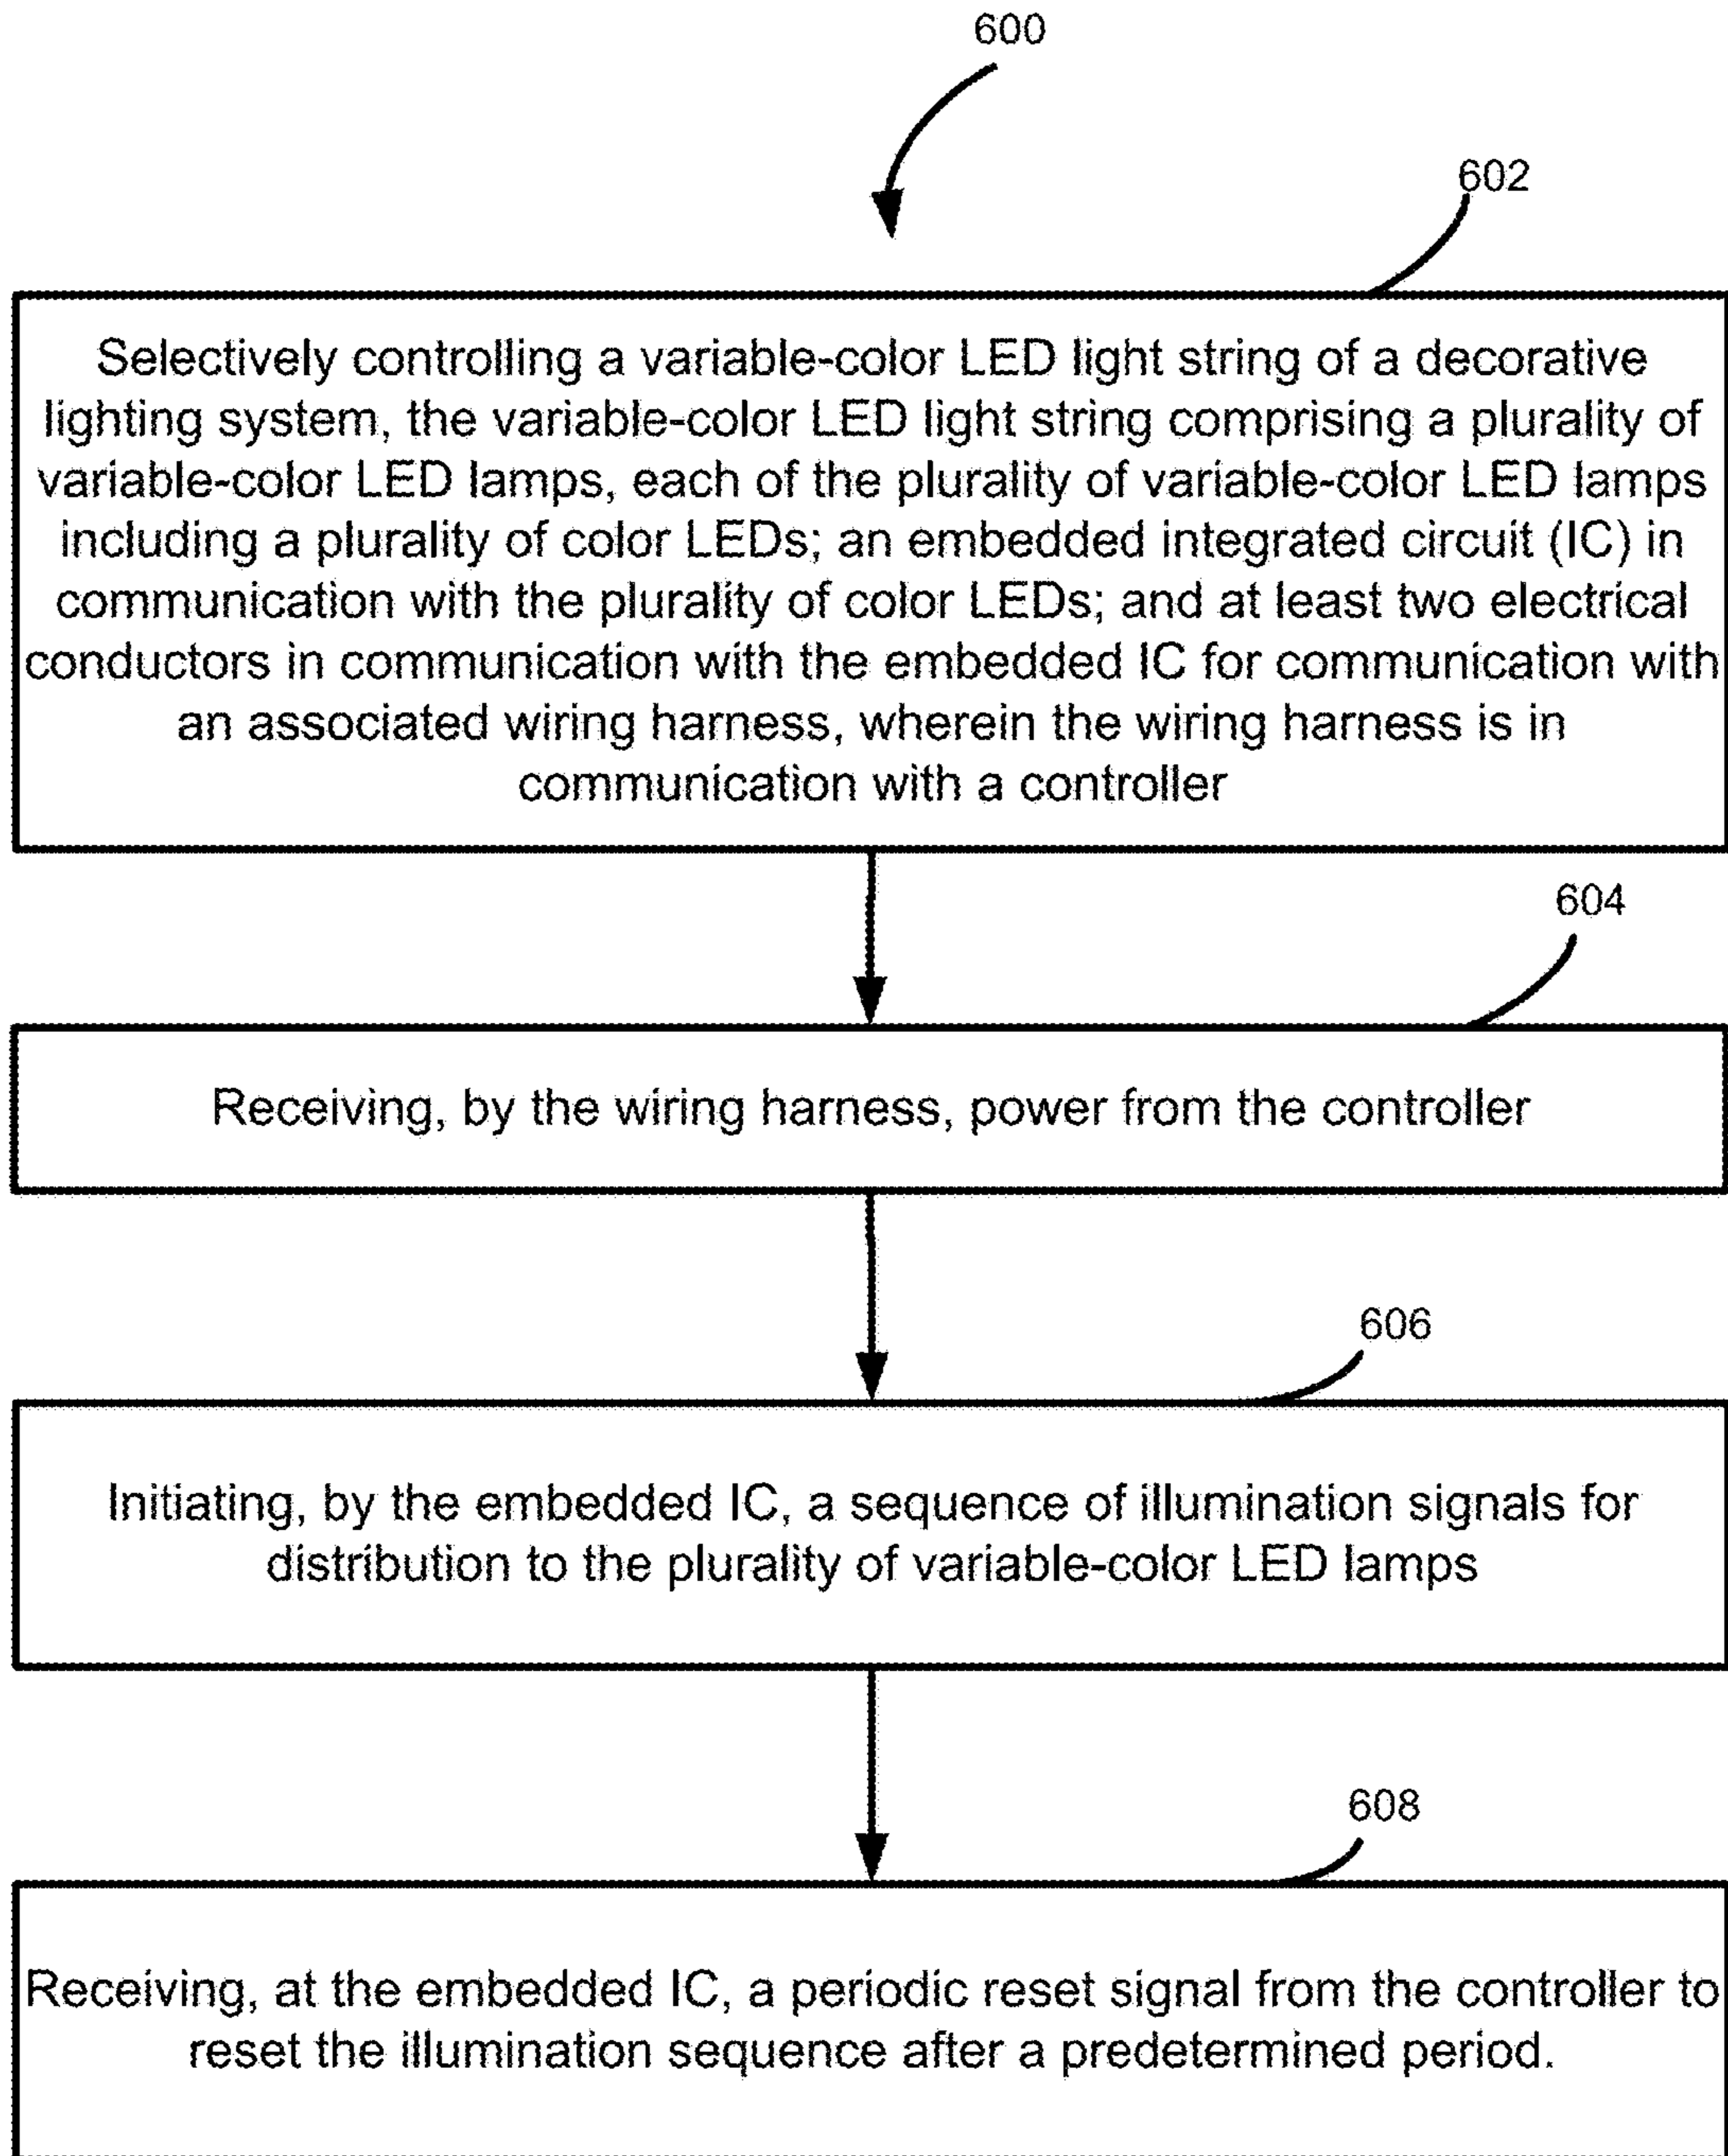 600
602
Selectively controlling a variable-color LED light string of a decorative
lighting system, the variable-color LED light string comprising a plurality of
variable-color LED lamps, each of the plurality of variable-color LED lamps
including a plurality of color LEDs; an embedded integrated circuit (IC) in
communication with the plurality of color LEDs; and at least two electrical
conductors in communication with the embedded IC for communication with
an associated wiring harness, wherein the wiring harness is in
communication with a controller
604
Receiving, by the wiring harness, power from the controller
606
Initiating, by the embedded IC, a sequence of illumination signals for
distribution to the plurality of variable-color LED lamps
608
Receiving, at the embedded IC, a periodic reset signal from the controller to
reset the illumination sequence after a predetermined period.